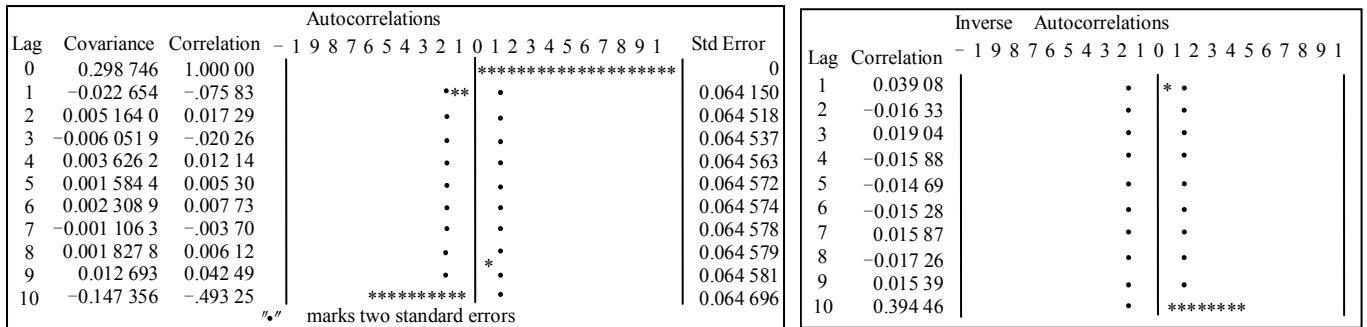 Autocorrelations
Lag Covariance Correlation - 1 9 8 7 6 5 4 3 2 1 0 1 2 3 4 5 6 7 8 9 1 Std Error
0 0.298 746 1.000 00 ******************** 0
1 -0.022 654 -.075 83 •** • 0.064 150
2 0.005 164 0 0.017 29 • • 0.064 518
3 -0.006 051 9 -.020 26 • • 0.064 537
4 0.003 626 2 0.012 14 • • 0.064 563
5 0.001 584 4 0.005 30 • • 0.064 572
6 0.002 308 9 0.007 73 • • 0.064 574
7 -0.001 106 3 -.003 70 • • 0.064 578
8 0.001 827 8 0.006 12 • • 0.064 579
9 0.012 693 0.042 49 • * • 0.064 581
10 -0.147 356 -.493 25 ********** • 0.064 696
"•" marks two standard errors
Inverse Autocorrelations
Lag Correlation - 1 9 8 7 6 5 4 3 2 1 0 1 2 3 4 5 6 7 8 9 1
1 0.039 08 • * •
2 -0.016 33 • •
3 0.019 04 • •
4 -0.015 88 • •
5 -0.014 69 • •
6 -0.015 28 • •
7 0.015 87 • •
8 -0.017 26 • •
9 0.015 39 • •
10 0.394 46 • ********